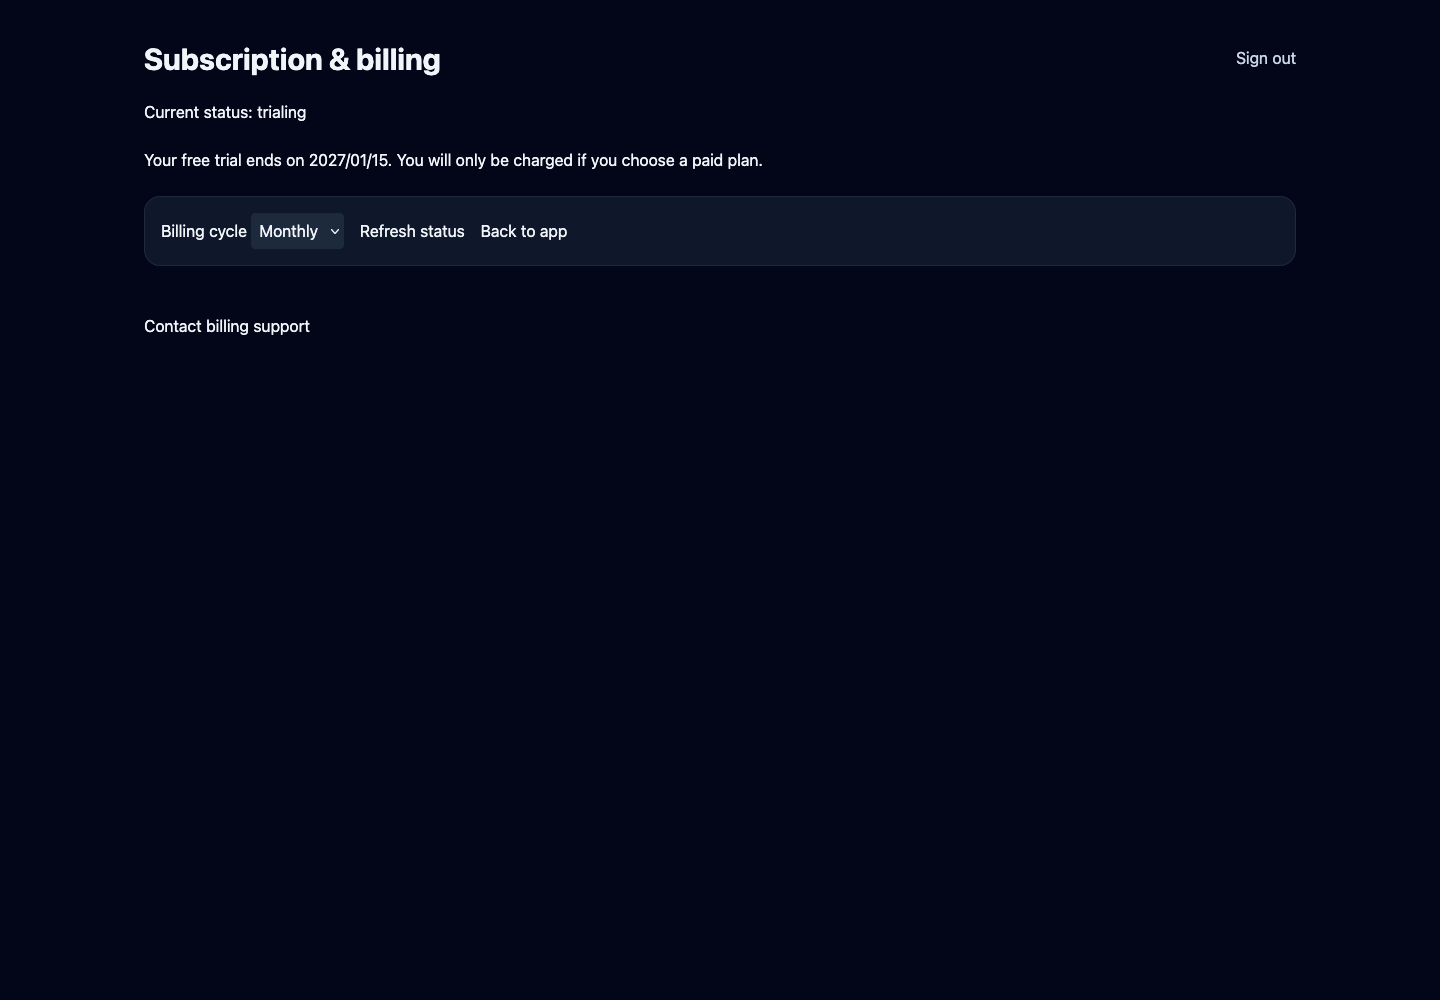 Subscription & billing
Sign out
Current status: trialing
Your free trial ends on 2027/01/15. You will only be charged if you choose a paid plan.
Billing cycle Monthly Refresh status Back to app
Contact billing support